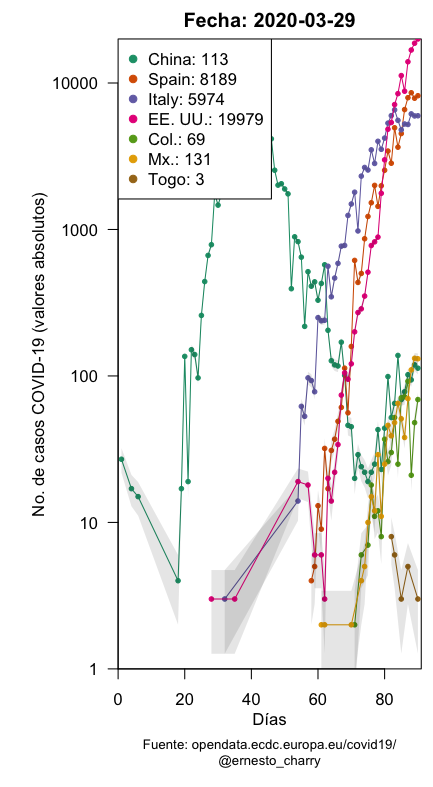 Fecha: 2020-03-29
China: 113
Spain: 8189
Italy: 5974
EE. UU.: 19979
Col.: 69
Mx.: 131
Togo: 3
No. de casos COVID-19 (valores absolutos)
10000
1000
100
10
1
0 20 40 60 80
Días
Fuente: opendata.ecdc.europa.eu/covid19/
@ernesto_charry